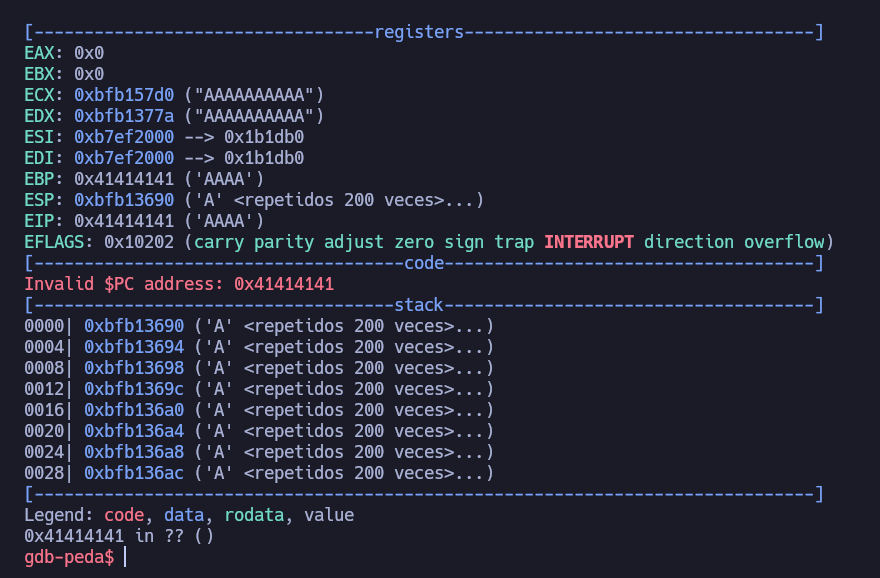 [----------------------------------registers-----------------------------------]
EAX: 0x0
EBX: 0x0
ECX: 0xbfb157d0 ("AAAAAAAAAA")
EDX: 0xbfb1377a ("AAAAAAAAAA")
ESI: 0xb7ef2000 --> 0x1b1db0
EDI: 0xb7ef2000 --> 0x1b1db0
EBP: 0x41414141 ('AAAA')
ESP: 0xbfb13690 ('A' <repetidos 200 veces>...)
EIP: 0x41414141 ('AAAA')
EFLAGS: 0x10202 (carry parity adjust zero sign trap INTERRUPT direction overflow)
[-------------------------------------code-------------------------------------]
Invalid $PC address: 0x41414141
[------------------------------------stack-------------------------------------]
0000| 0xbfb13690 ('A' <repetidos 200 veces>...)
0004| 0xbfb13694 ('A' <repetidos 200 veces>...)
0008| 0xbfb13698 ('A' <repetidos 200 veces>...)
0012| 0xbfb1369c ('A' <repetidos 200 veces>...)
0016| 0xbfb136a0 ('A' <repetidos 200 veces>...)
0020| 0xbfb136a4 ('A' <repetidos 200 veces>...)
0024| 0xbfb136a8 ('A' <repetidos 200 veces>...)
0028| 0xbfb136ac ('A' <repetidos 200 veces>...)
[------------------------------------------------------------------------------]
Legend: code, data, rodata, value
0x41414141 in ?? ()
gdb-peda$